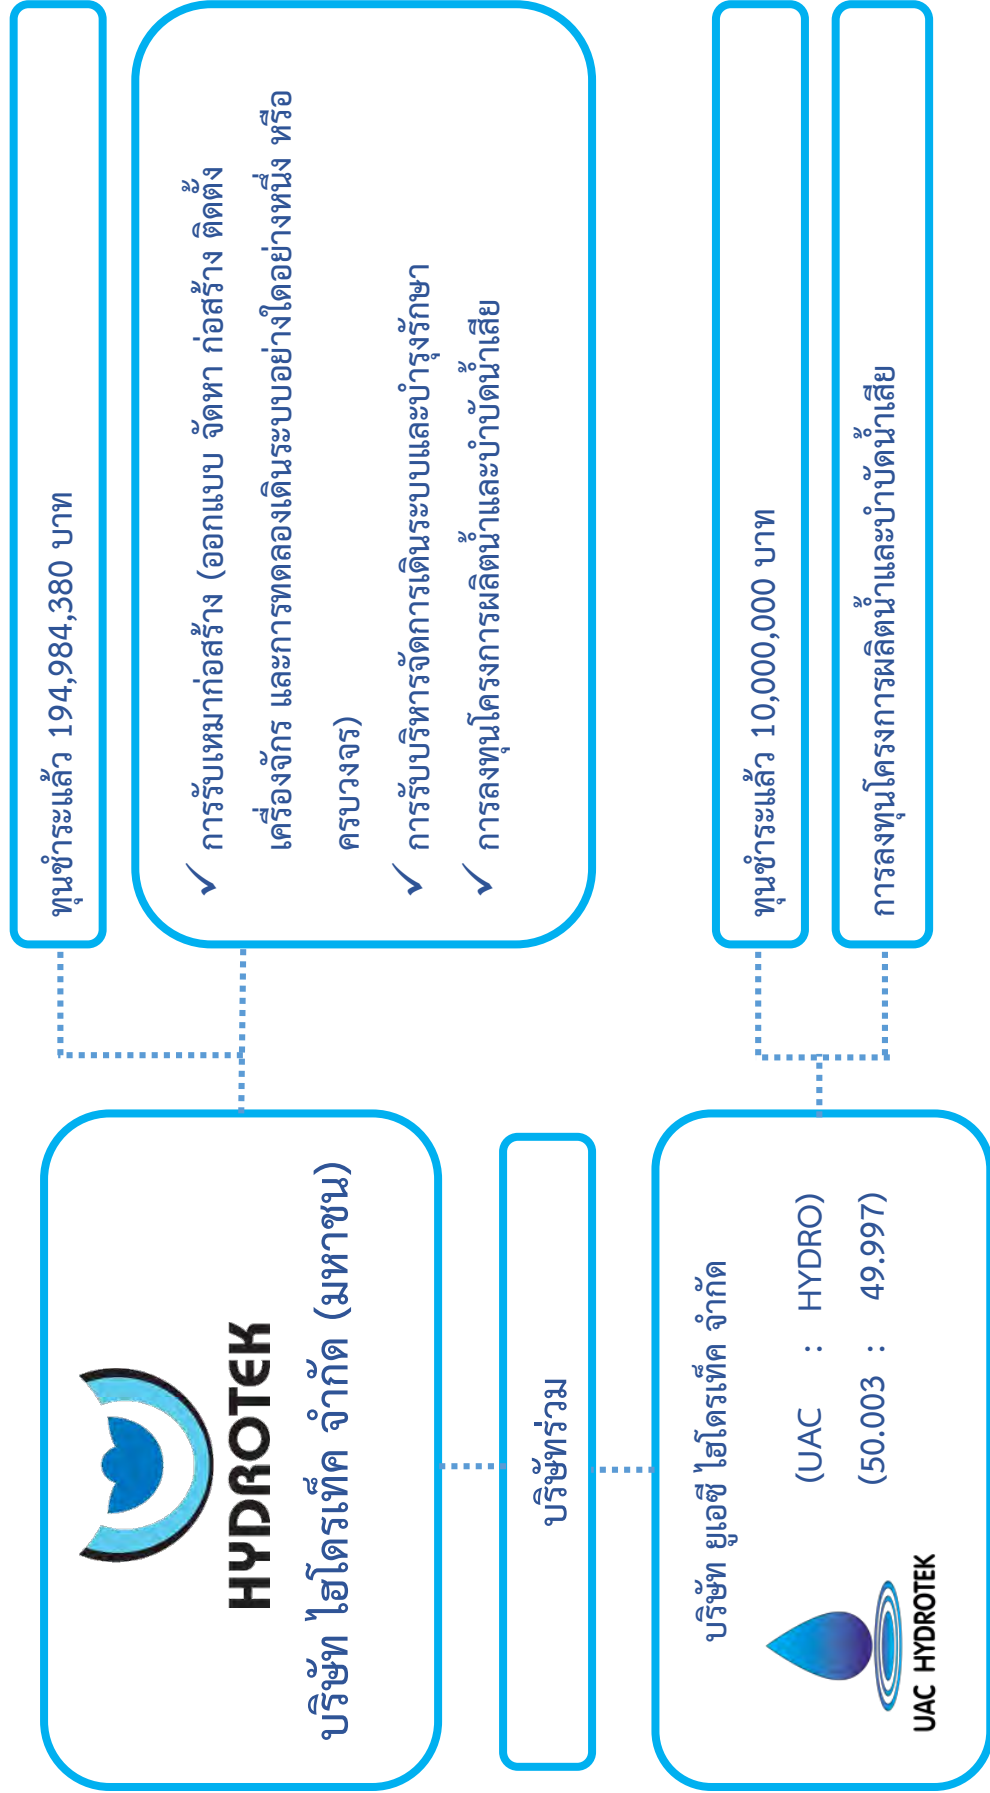 HYDROTEK
บริษัท ไฮโดรเท็ค จำกัด (มหาชน)
ทุนชำระแล้ว 194,984,380 บาท
✓ การรับเหมาก่อสร้าง (ออกแบบ จัดหา ก่อสร้าง ติดตั้ง
เครื่องจักร และการทดลองเดินระบบอย่างใดอย่างหนึ่ง หรือ
ครบวงจร)
✓ การรับบริหารจัดการเดินระบบและบำรุงรักษา
✓ การลงทุนโครงการผลิตน้ำและบำบัดน้ำเสีย
บริษัทร่วม
บริษัท ยูเอซี ไฮโดรเท็ค จำกัด
(UAC : HYDRO)
(50.003 : 49.997)
UAC HYDROTEK
ทุนชำระแล้ว 10,000,000 บาท
การลงทุนโครงการผลิตน้ำและบำบัดน้ำเสีย